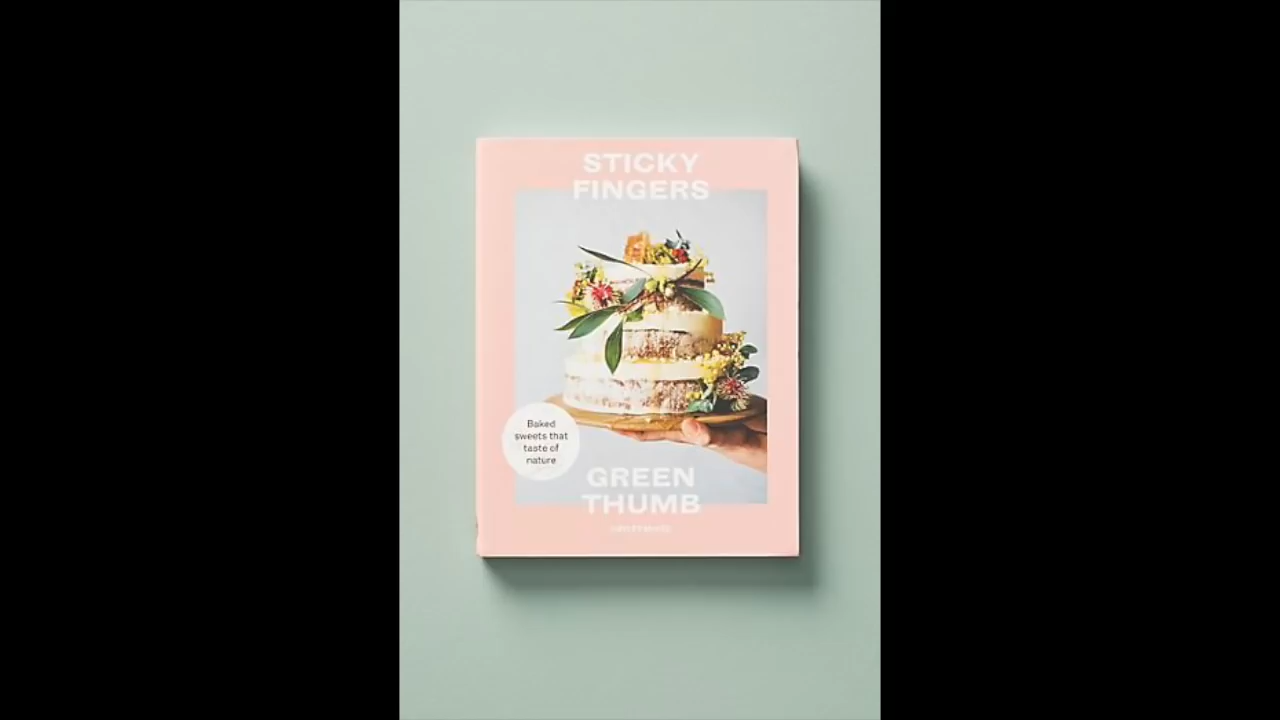 STICKY
FINGERS
Baked
sweets that
taste of
nature
GREEN
THUMB